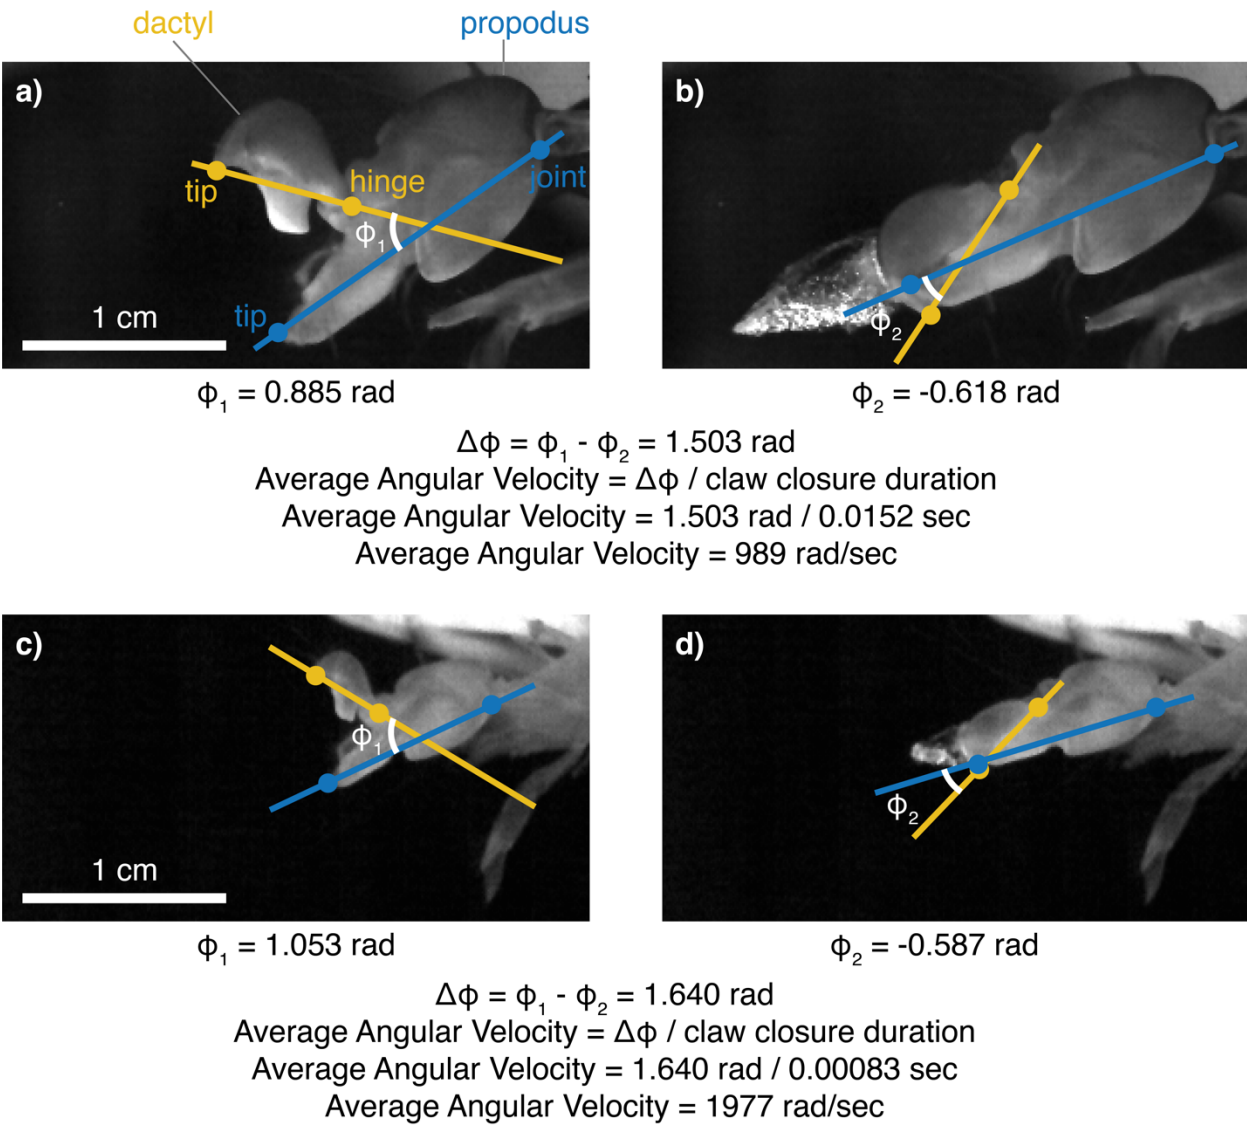 dactyl
propodus
a)
tip
hinge
joint
ϕ1
tip
1 cm
b)
ϕ2
ϕ1 = 0.885 rad
ϕ2 = -0.618 rad
Δϕ = ϕ1 - ϕ2 = 1.503 rad
Average Angular Velocity = Δϕ / claw closure duration
Average Angular Velocity = 1.503 rad / 0.0152 sec
Average Angular Velocity = 989 rad/sec
c)
ϕ1
1 cm
d)
ϕ2
ϕ1 = 1.053 rad
ϕ2 = -0.587 rad
Δϕ = ϕ1 - ϕ2 = 1.640 rad
Average Angular Velocity = Δϕ / claw closure duration
Average Angular Velocity = 1.640 rad / 0.00083 sec
Average Angular Velocity = 1977 rad/sec